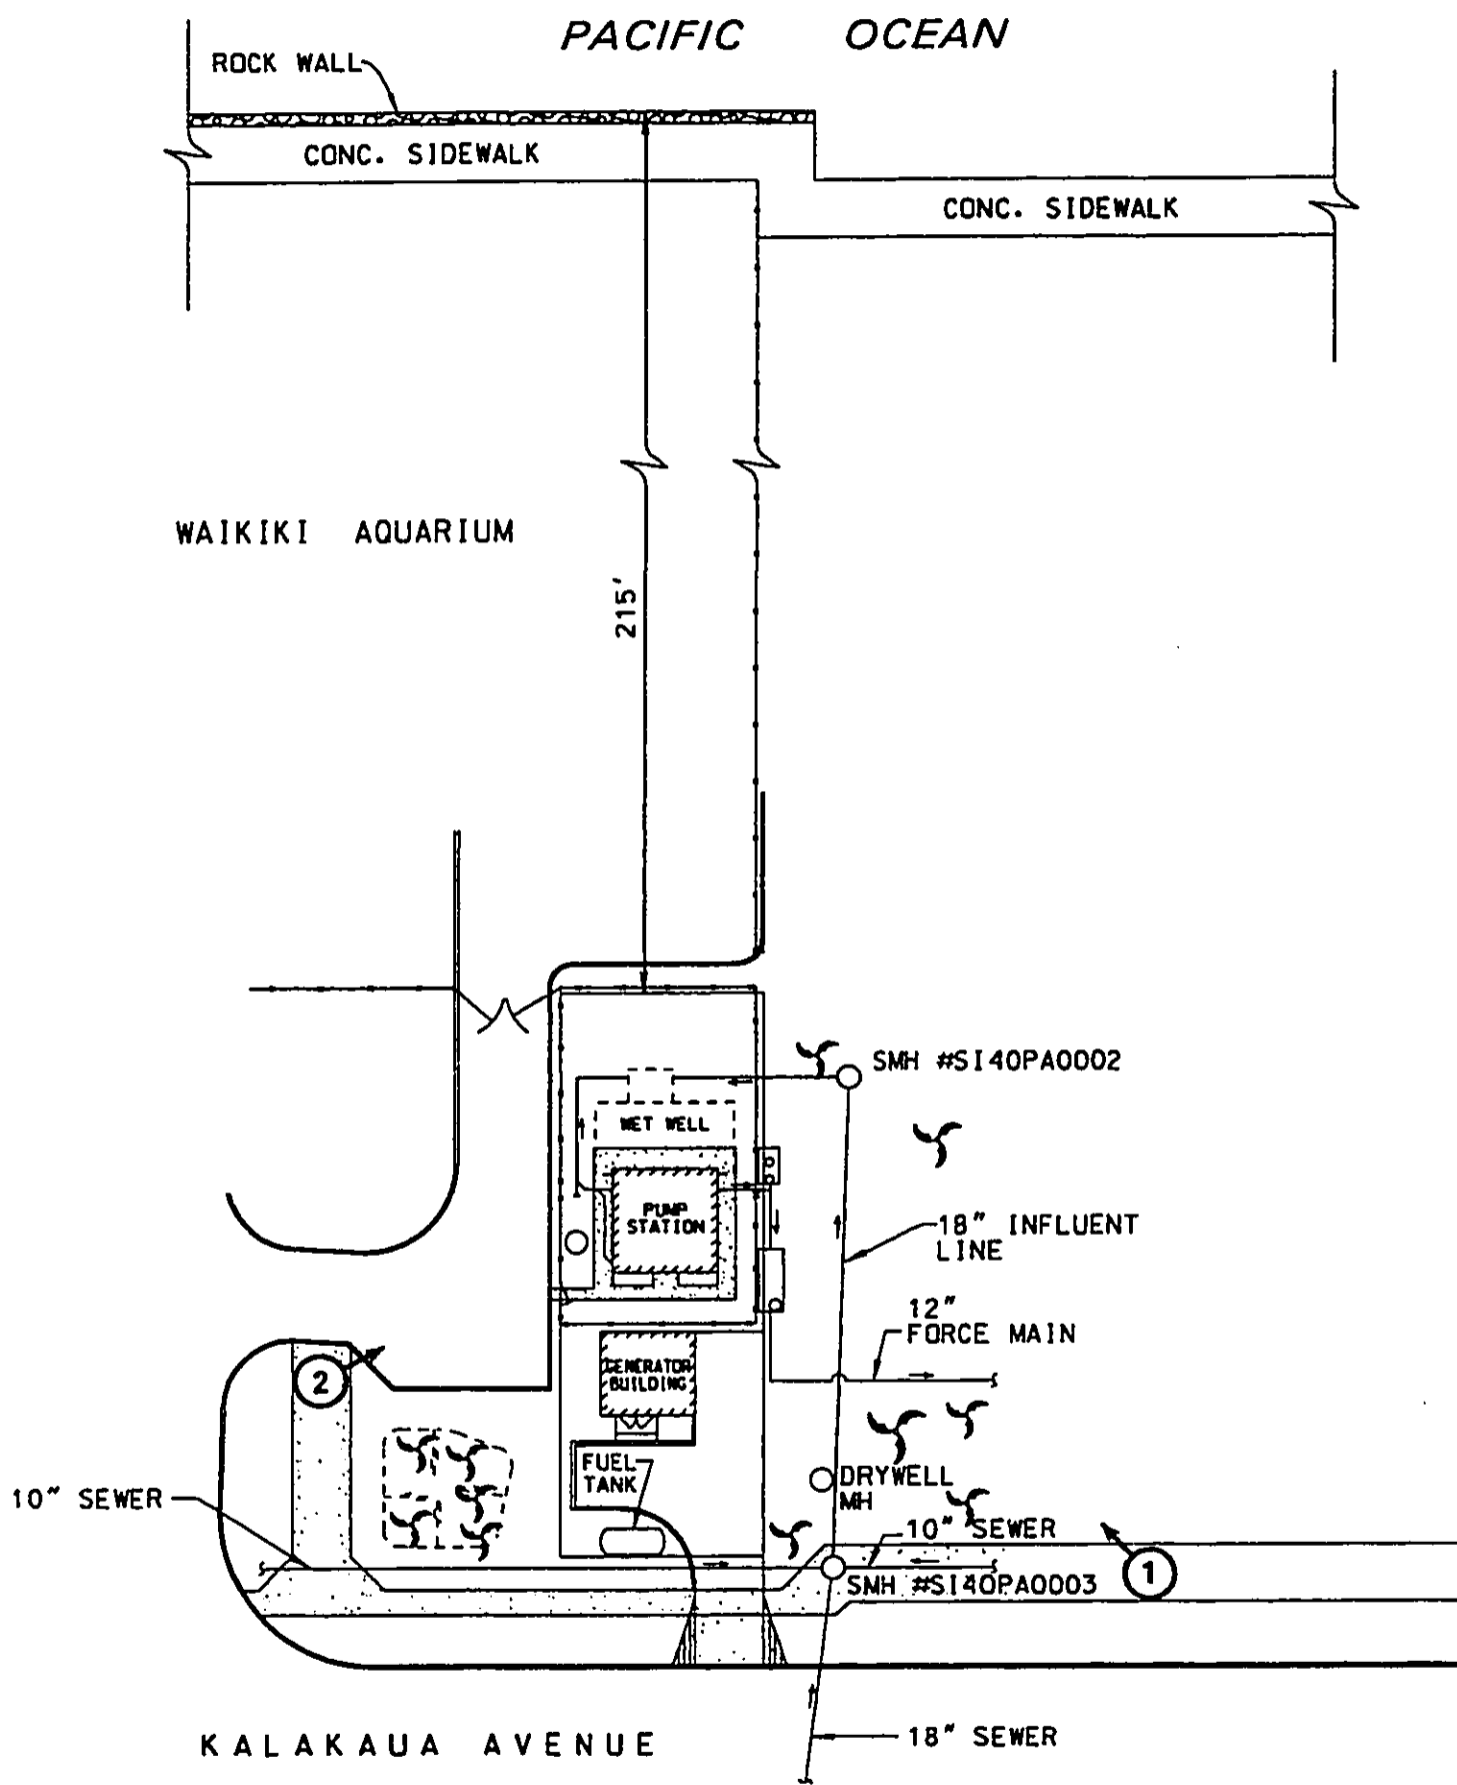 PACIFIC OCEAN
ROCK WALL
CONC. SIDEWALK
CONC. SIDEWALK
WAIKIKI AQUARIUM
215'
SMH #SI40PA0002
WET WELL
PUMP
STATION
18" INFLUENT
LINE
12"
FORCE MAIN
GENERATOR
BUILDING
2
FUEL
TANK
DRYWELL
MH
10" SEWER
10" SEWER
1
SMH #SI40PA0003
KALAKAUA AVENUE
18" SEWER